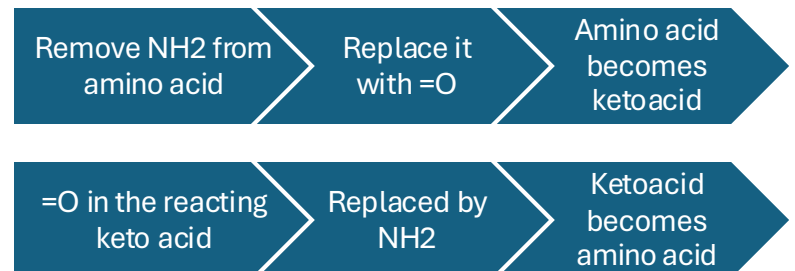 Remove NH2 from
amino acid
Replace it
with =O
Amino acid
becomes
ketoacid
=O in the reacting
keto acid
Replaced by
NH2
Ketoacid
becomes
amino acid